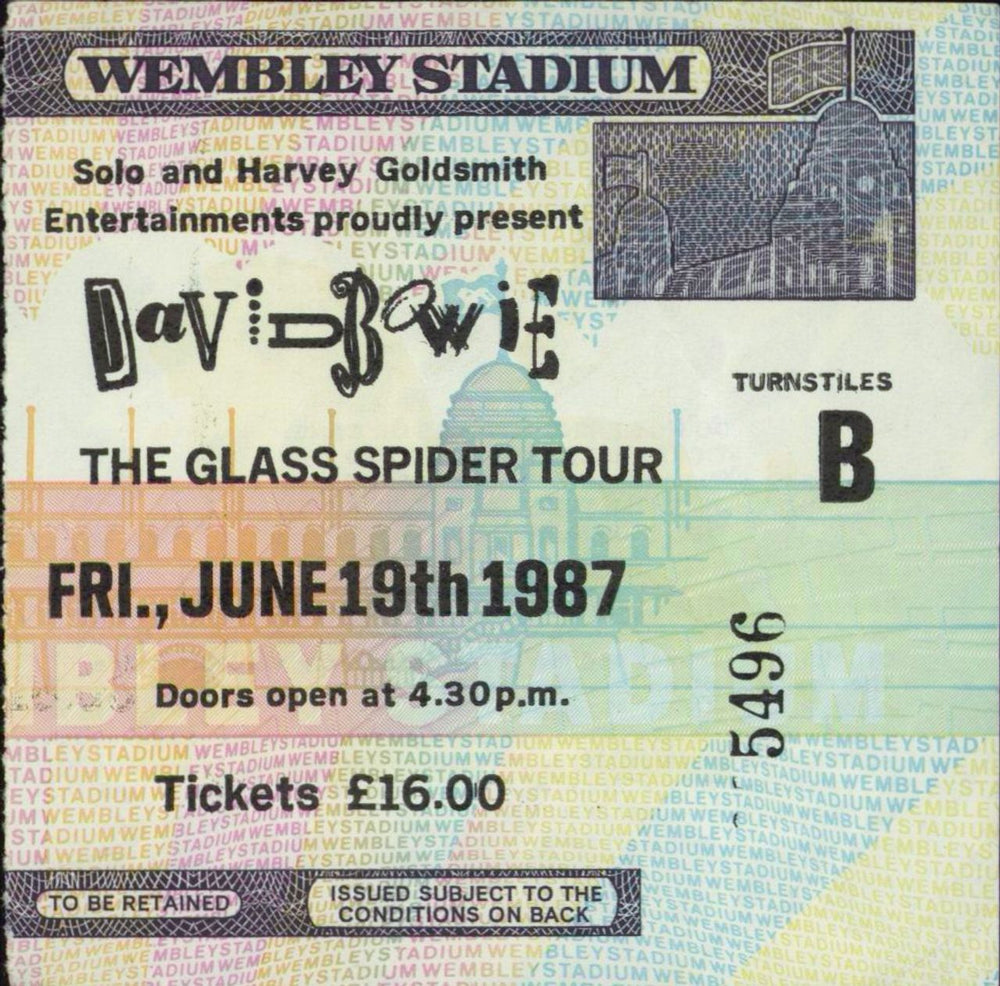 WEMBLEY STADIUM
Solo and Harvey Goldsmith
Entertainments proudly present
DaviD BowiE
THE GLASS SPIDER TOUR
TURNSTILES
B
FRI., JUNE 19th 1987
Doors open at 4.30p.m.
5496
Tickets £16.00
TO BE RETAINED
ISSUED SUBJECT TO THE
CONDITIONS ON BACK
MBLEY STADIUM